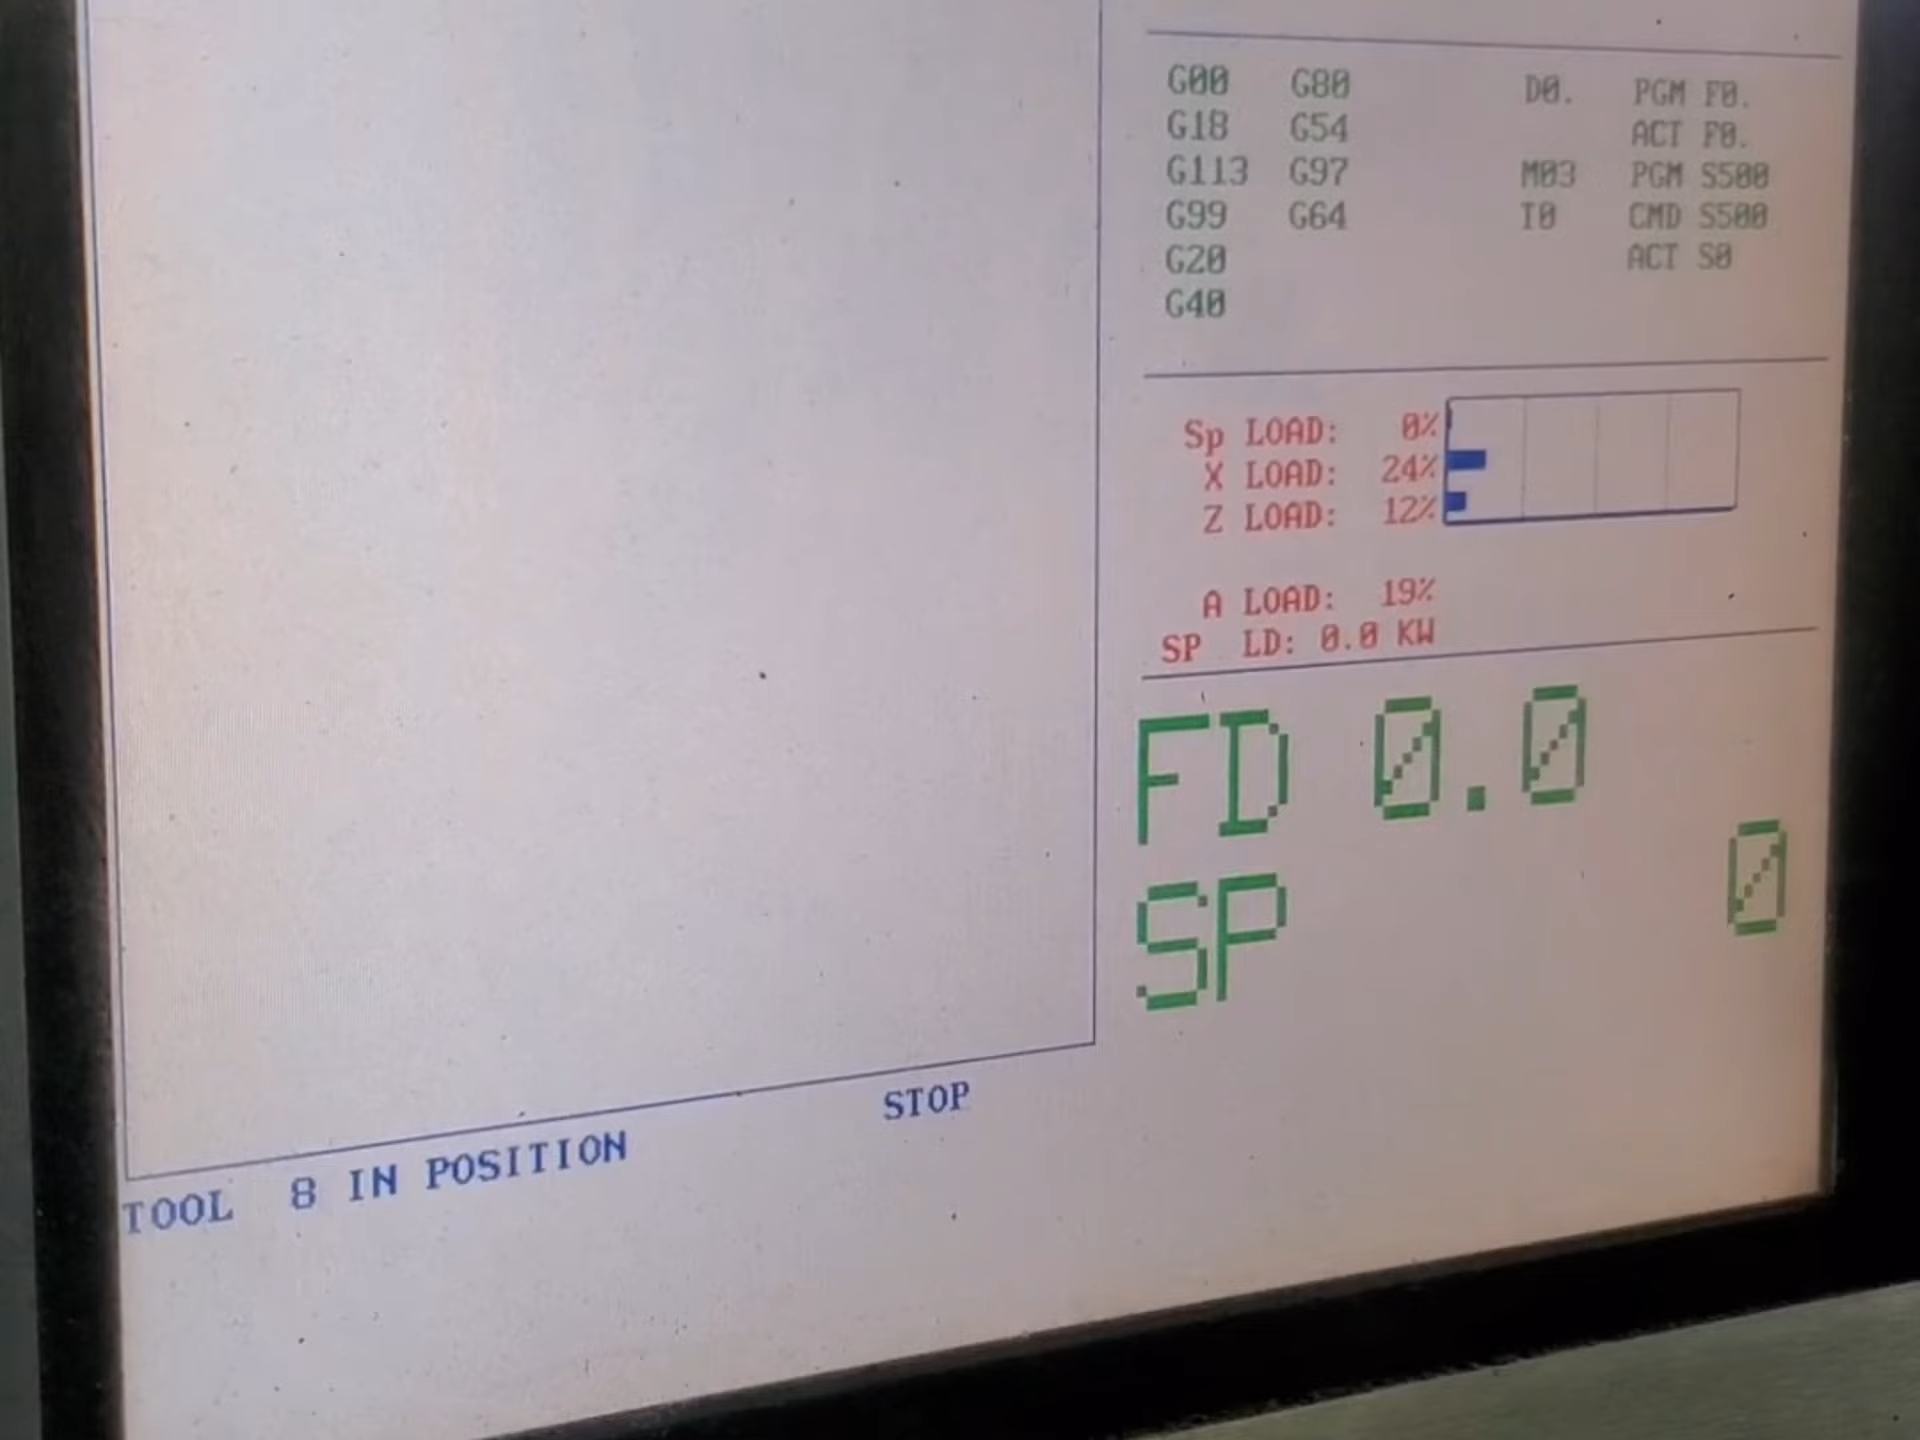 G00 G80 D0. PGM F0.
G18 G54 ACT F0.
G113 G97 M03 PGM S500
G99 G64 T0 CMD S500
G20 ACT S0
G40
Sp LOAD: 0%
X LOAD: 24%
Z LOAD: 12%
A LOAD: 19%
SP LD: 0.0 KW
FD 0.0
SP 0
STOP
TOOL 8 IN POSITION